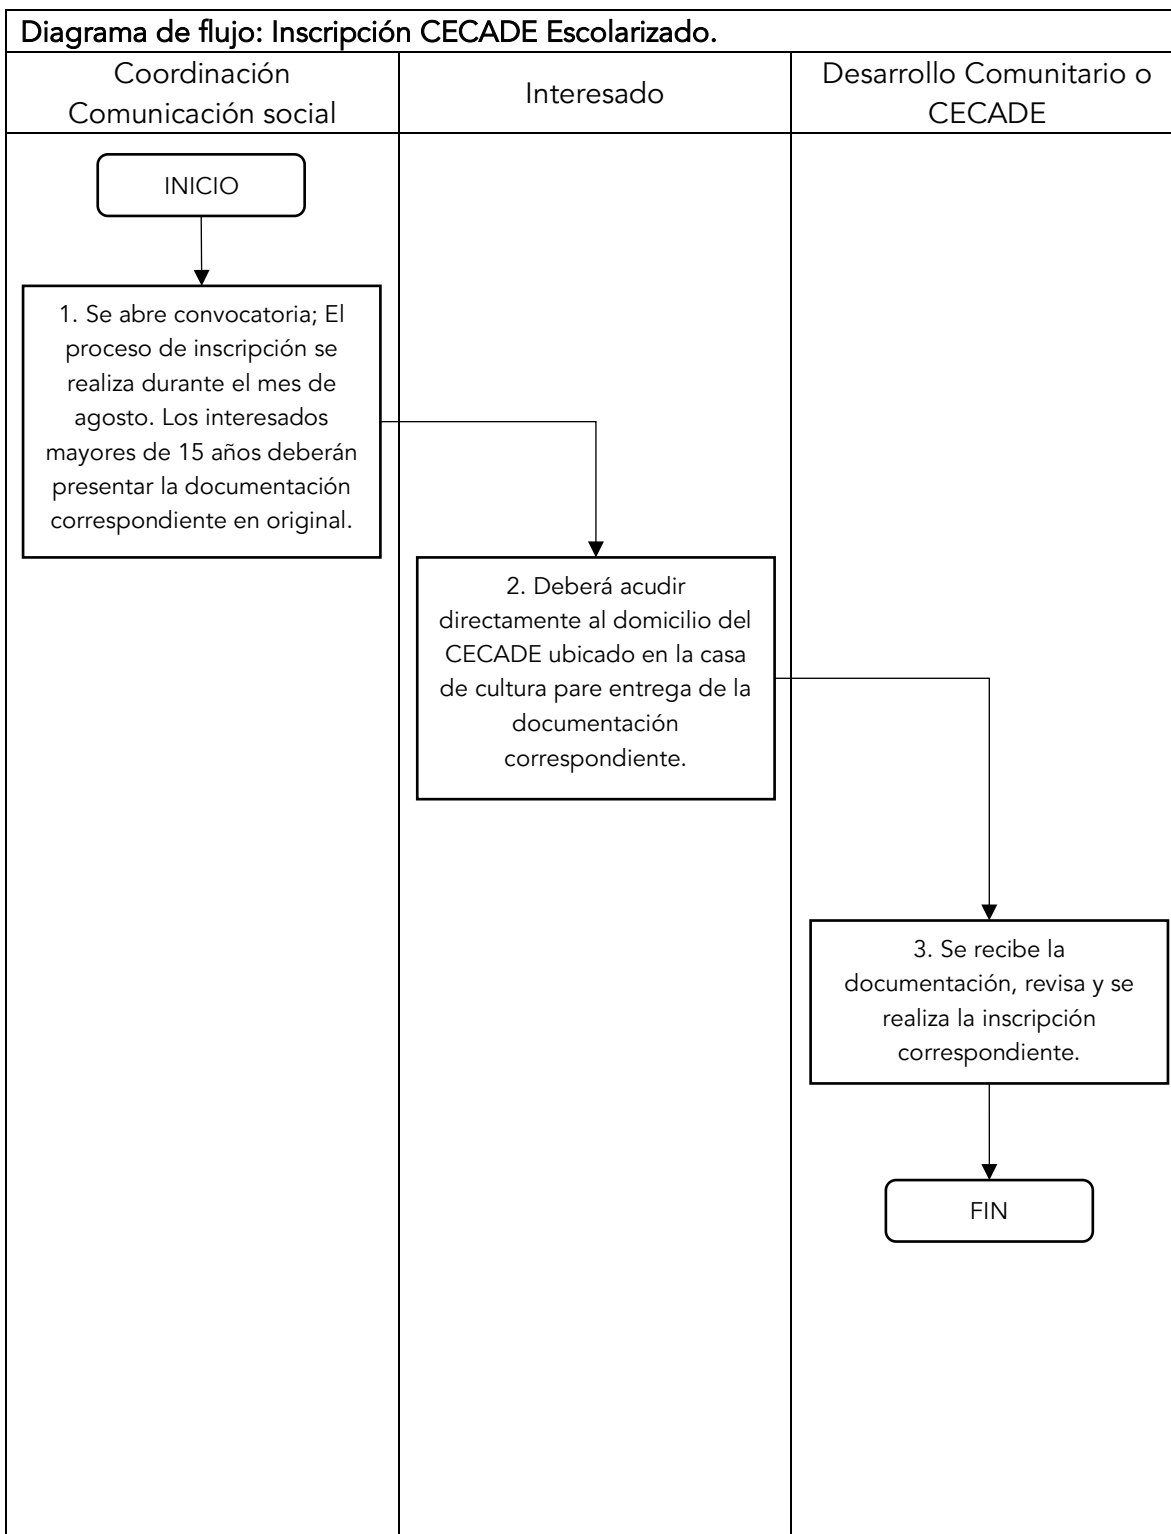 Diagrama de flujo: Inscripción CECADE Escolarizado.
Coordinación
Comunicación social
Interesado
Desarrollo Comunitario o
CECADE
INICIO
1. Se abre convocatoria; El
proceso de inscripción se
realiza durante el mes de
agosto. Los interesados
mayores de 15 años deberán
presentar la documentación
correspondiente en original.
2. Deberá acudir
directamente al domicilio del
CECADE ubicado en la casa
de cultura pare entrega de la
documentación
correspondiente.
3. Se recibe la
documentación, revisa y se
realiza la inscripción
correspondiente.
FIN